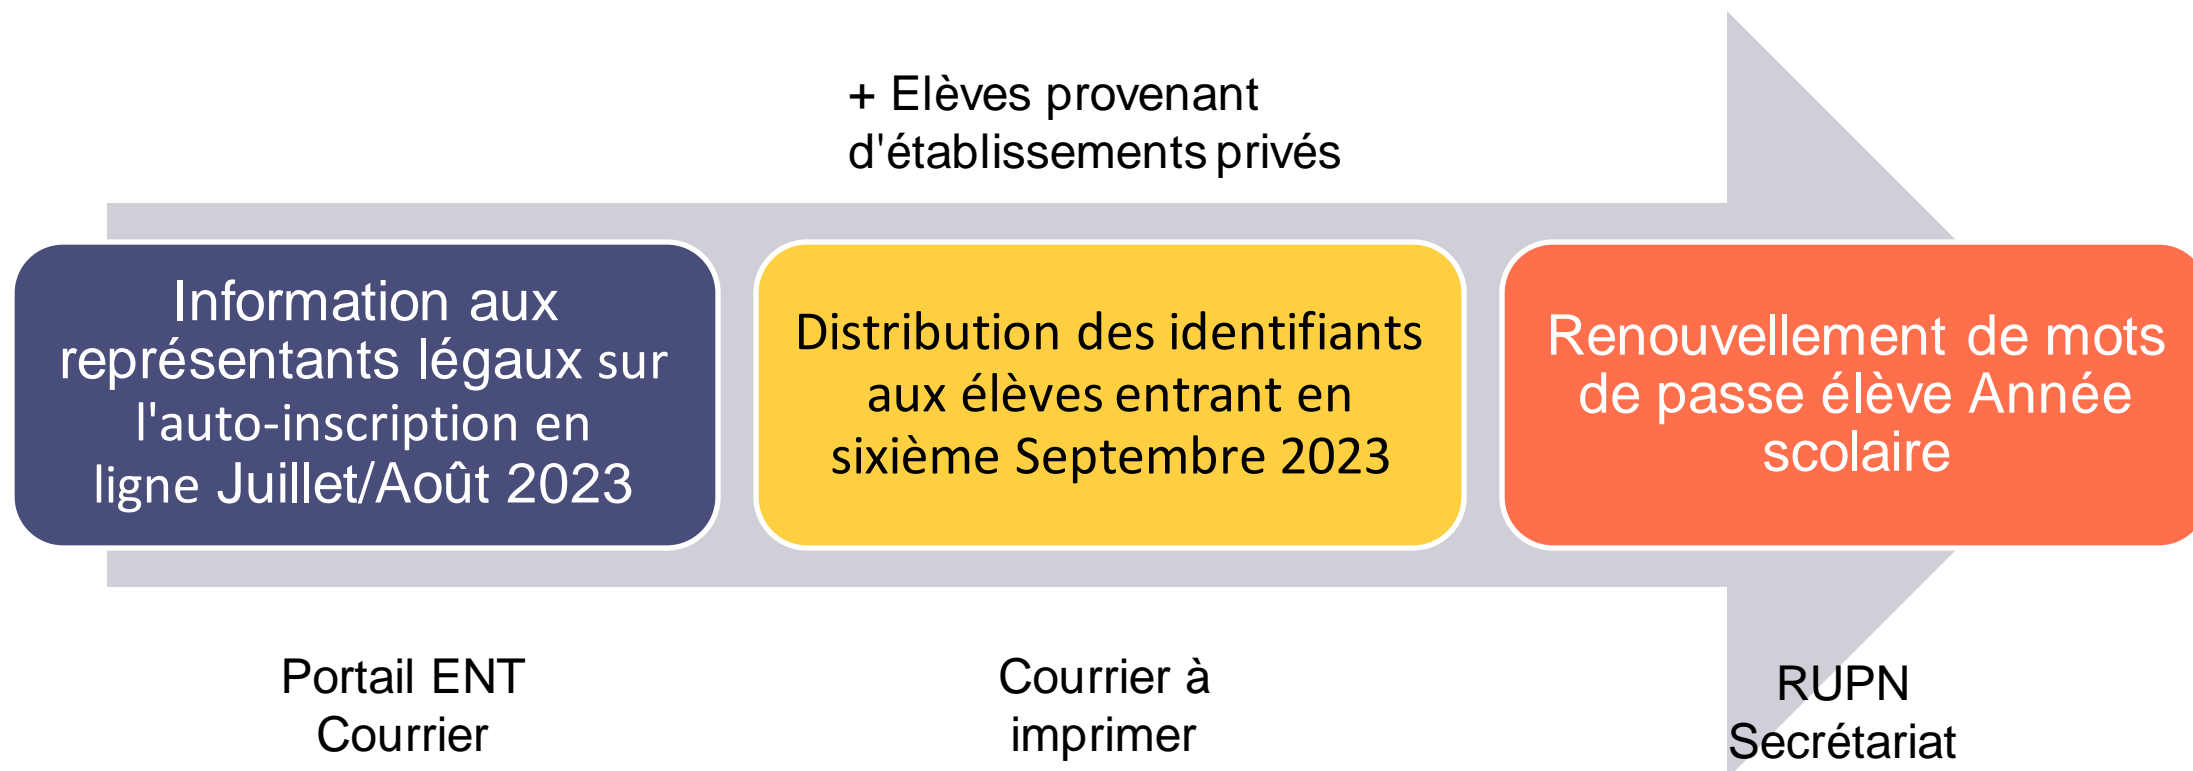 + Elèves provenant
d'établissements privés
Information aux
représentants légaux sur
l'auto-inscription en
ligne Juillet/Août 2023
Distribution des identifiants
aux élèves entrant en
sixième Septembre 2023
Renouvellement de mots
de passe élève Année
scolaire
Portail ENT
Courrier
Courrier à
imprimer
RUPN
Secrétariat